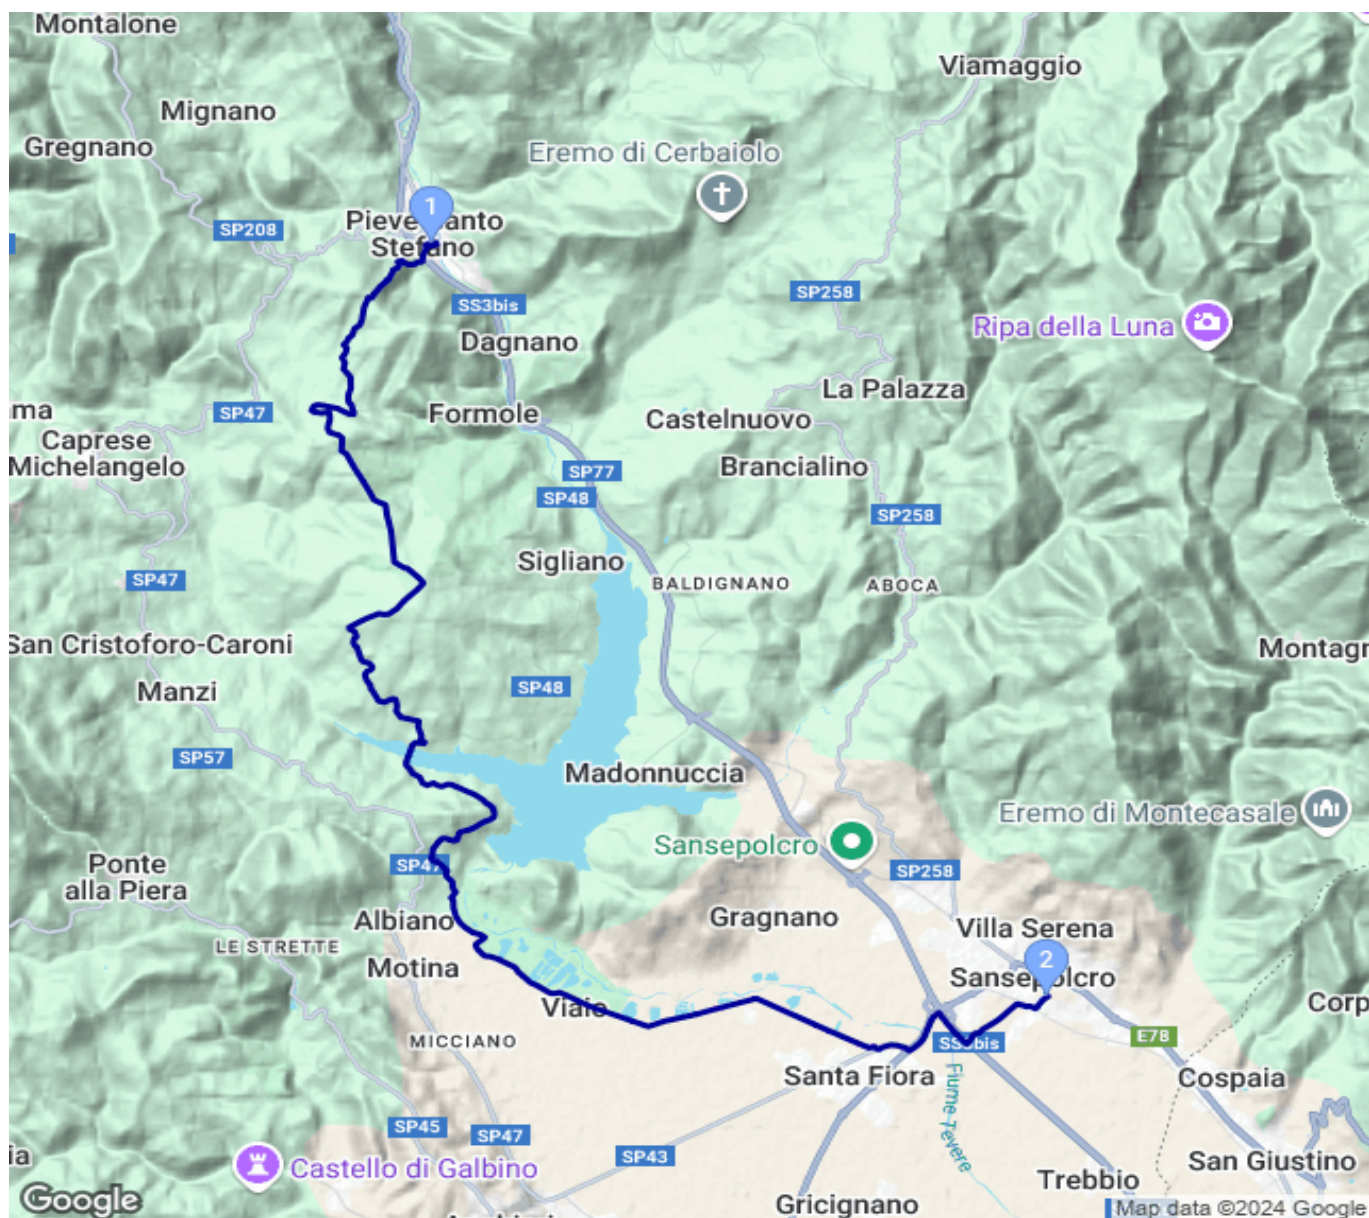 Montalone
Mignano
Viamaggio
Gregnano
Eremo di Cerbaiolo
1
SP208
Stefano
SP258
SS3bis
Ripa della Luna
Dagnano
La Palazza
SP47
Formole
Castelnuovo
Caprese
Michelangelo
Brancialino
SP77
SP48
SP258
Sigliano
SP47
BALDIGNANO
ABOCA
San Cristoforo-Caroni
Manzi
SP48
SP57
Madonnuccia
Eremo di Montecasale
Sansepolcro
Ponte
alla Piera
SP47
SP258
Albiano
Gragnano
Villa Serena
LE STRETTE
2
Motina
Sansepolcro
Viaio
MICCIANO
E78
Santa Fiora
Cospaia
Fiume Tevere
SP45
SP47
SP43
Castello di Galbino
San Giustino
Trebbio
Gricignano
Google
Map data ©2024 Google